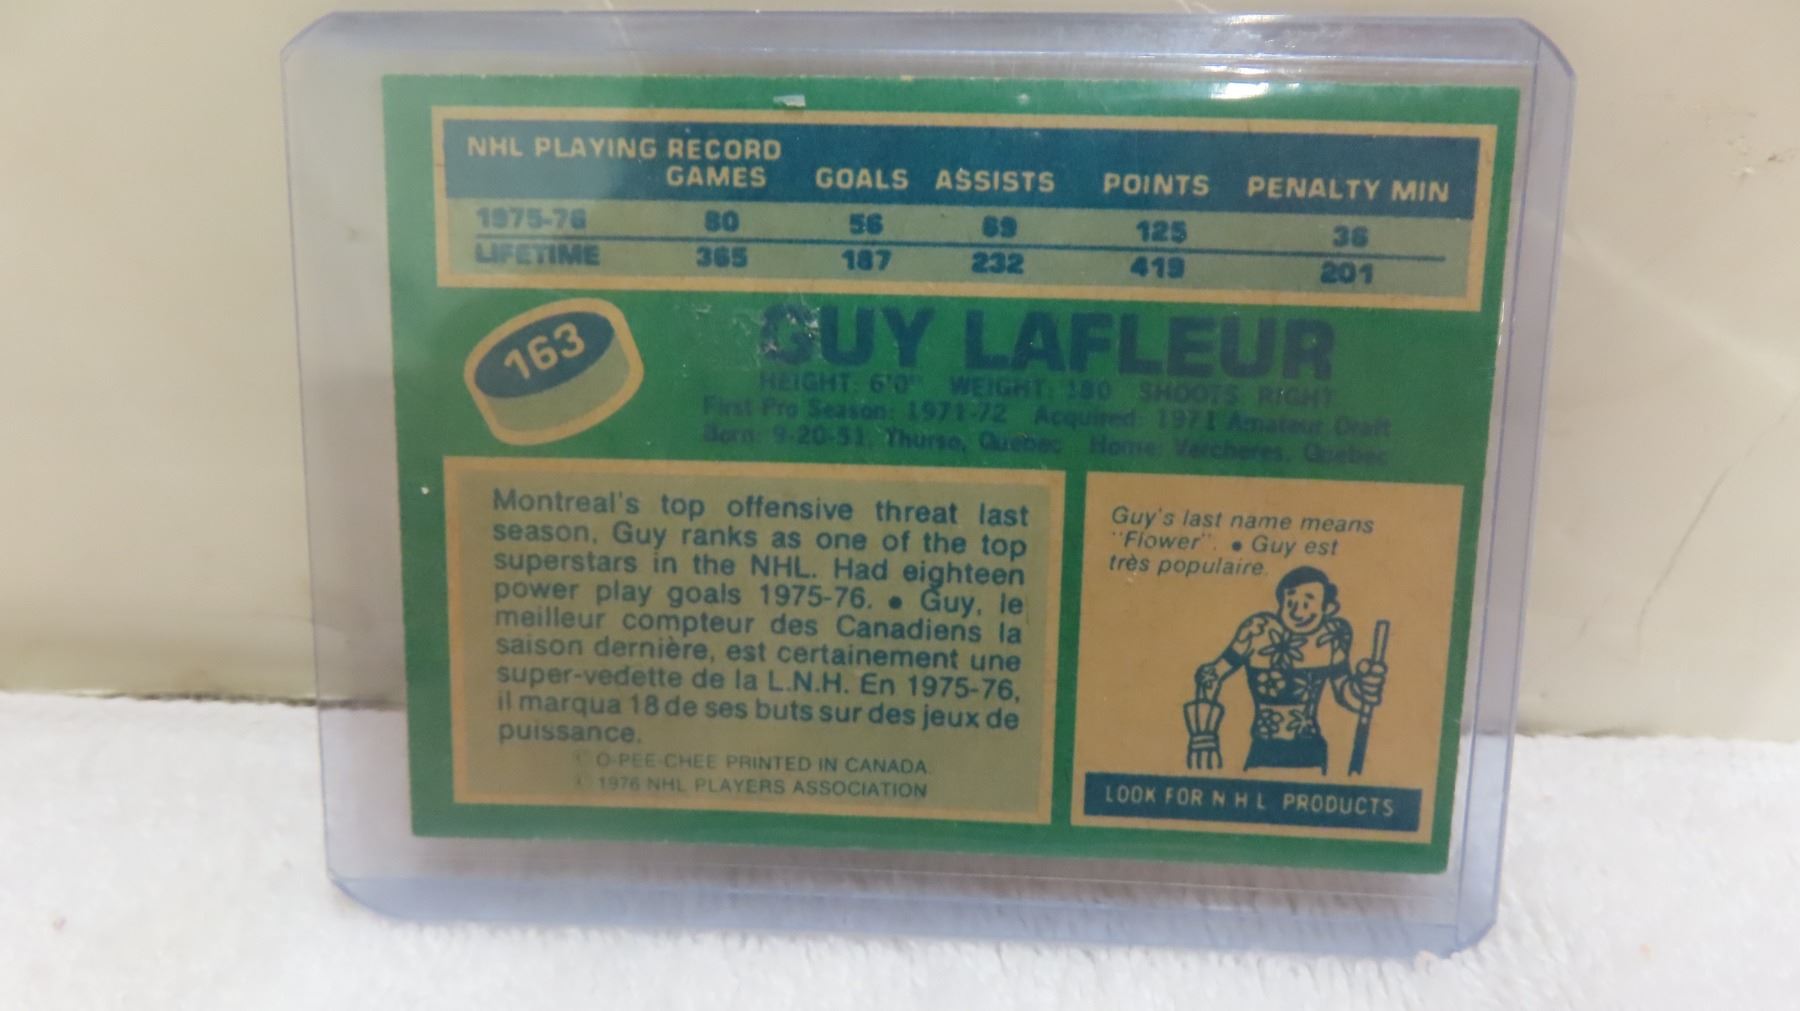 NHL PLAYING RECORD
GAMES GOALS ASSISTS POINTS PENALTY MIN
1975-76 80 56 69 125 36
LIFETIME 365 187 232 419 201
163
GUY LAFLEUR
HEIGHT: 6'0" WEIGHT: 180 SHOOTS: RIGHT
First Pro Season: 1971-72 Acquired: 1971 Amateur Draft
Born: 9-20-51, Thurso, Quebec Home: Vercheres, Quebec
Montreal's top offensive threat last
season, Guy ranks as one of the top
superstars in the NHL. Had eighteen
power play goals 1975-76. • Guy, le
meilleur compteur des Canadiens la
saison dernière, est certainement une
super-vedette de la L.N.H. En 1975-76,
il marqua 18 de ses buts sur des jeux de
puissance.
© O-PEE-CHEE PRINTED IN CANADA.
© 1976 NHL PLAYERS ASSOCIATION
Guy's last name means
"Flower". • Guy est
très populaire.
LOOK FOR N H L PRODUCTS